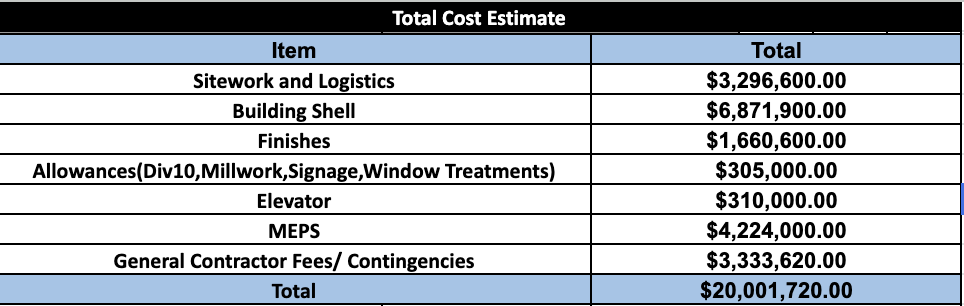 Total Cost Estimate
Item Total
Sitework and Logistics $3,296,600.00
Building Shell $6,871,900.00
Finishes $1,660,600.00
Allowances(Div10,Millwork,Signage,Window Treatments) $305,000.00
Elevator $310,000.00
MEPS $4,224,000.00
General Contractor Fees/ Contingencies $3,333,620.00
Total $20,001,720.00